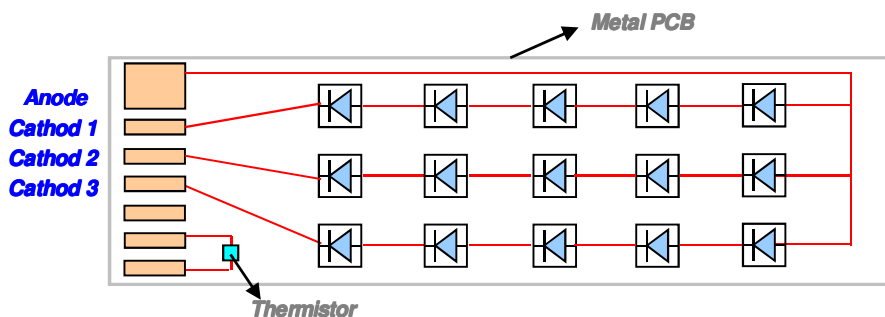 Metal PCB
Anode
Cathod 1
Cathod 2
Cathod 3
Thermistor